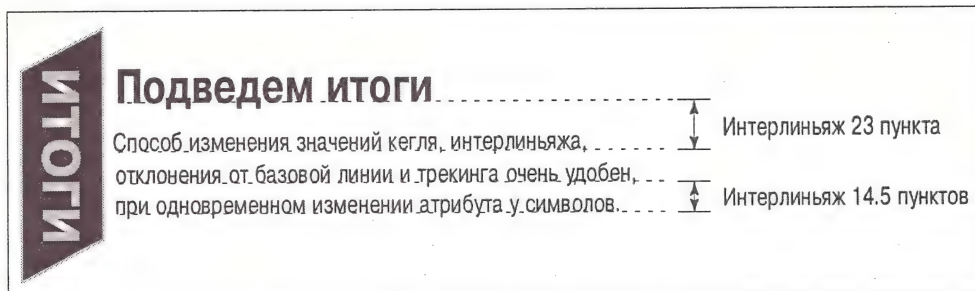 ИТОГИ
Подведем итоги
Интерлиньяж 23 пункта
Способ изменения значений кегля, интерлиньяжа,
отклонения от базовой линии и трекинга очень удобен,
при одновременном изменении атрибута у символов.
Интерлиньяж 14.5 пунктов